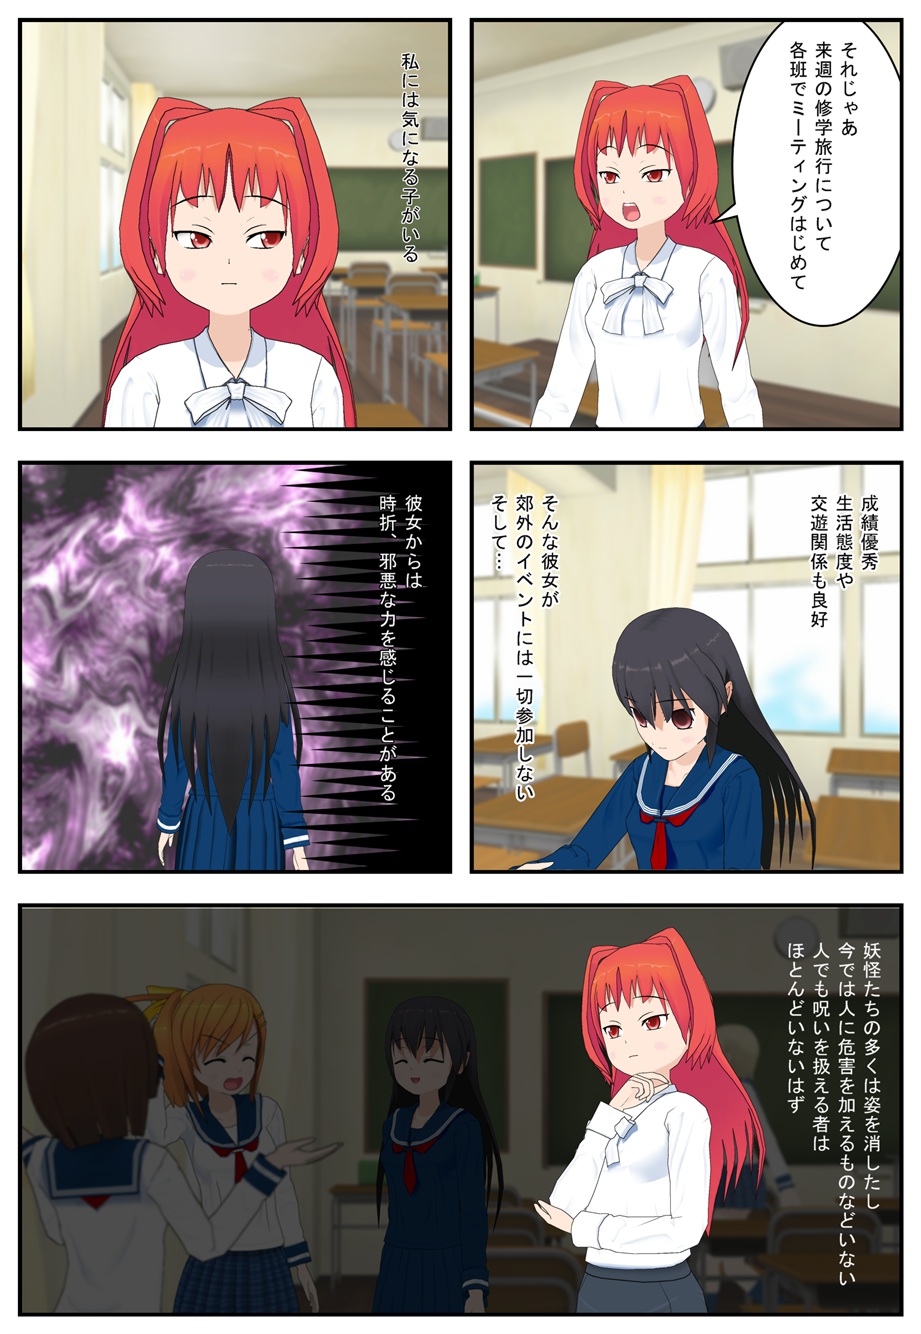 それじゃあ
来週の修学旅行について
各班でミーティングはじめて
私には気になる子がいる
成績優秀
生活態度や
交遊関係も良好
そんな彼女が
郊外のイベントには一切参加しない
そして…
彼女からは
時折、邪悪な力を感じることがある
妖怪たちの多くは姿を消したし
今では人に危害を加えるものなどいない
人でも呪いを扱える者は
ほとんどいないはず